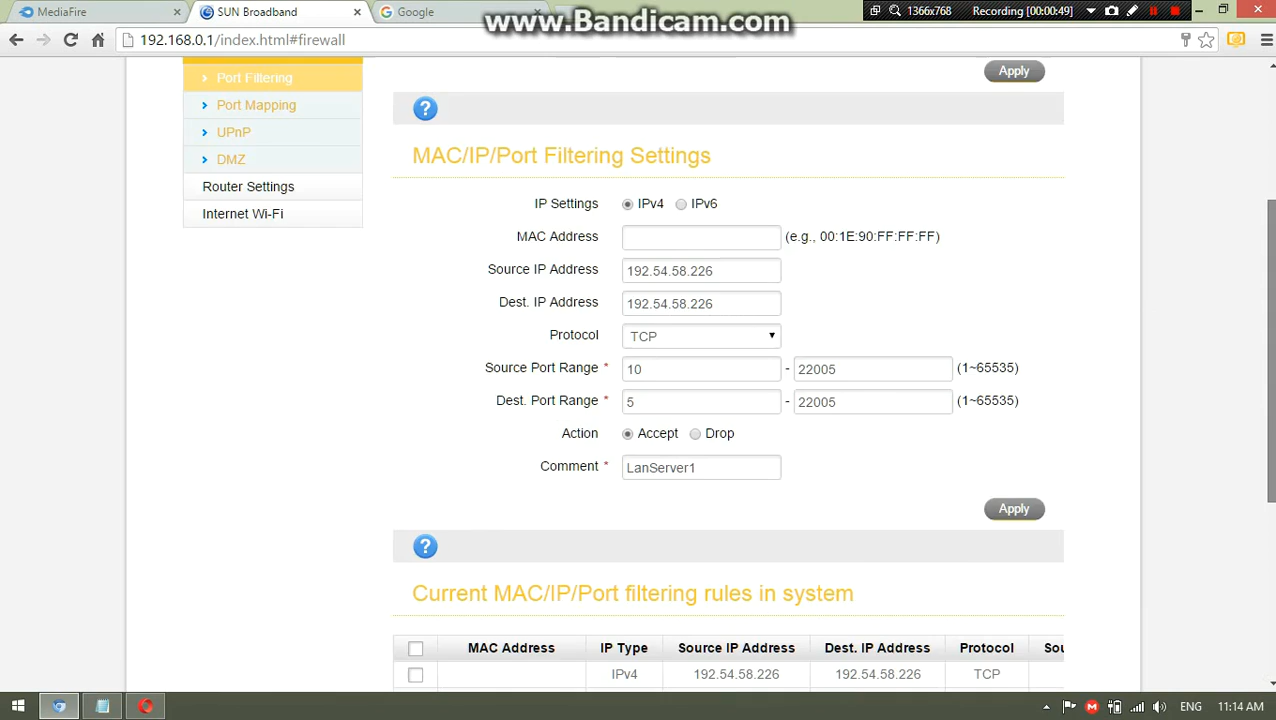 MediaFire
SUN Broadband
Google
www.Bandicam.com
1366x768
Recording [00:00:49]
192.168.0.1/index.html#firewall
Port Filtering
Port Mapping
UPnP
DMZ
Router Settings
Internet Wi-Fi
Apply
?
MAC/IP/Port Filtering Settings
IP Settings IPv4 IPv6
MAC Address (e.g., 00:1E:90:FF:FF:FF)
Source IP Address 192.54.58.226
Dest. IP Address 192.54.58.226
Protocol TCP
Source Port Range * 10 - 22005 (1~65535)
Dest. Port Range * 5 - 22005 (1~65535)
Action Accept Drop
Comment * LanServer1
Apply
?
Current MAC/IP/Port filtering rules in system
MAC Address IP Type Source IP Address Dest. IP Address Protocol Sou
IPv4 192.54.58.226 192.54.58.226 TCP
ENG 11:14 AM